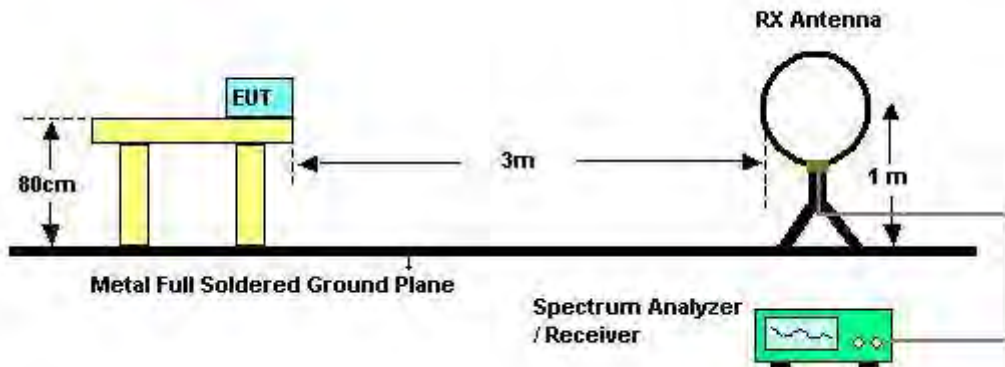 RX Antenna
EUT
3m
80cm
1 m
Metal Full Soldered Ground Plane
Spectrum Analyzer
/ Receiver